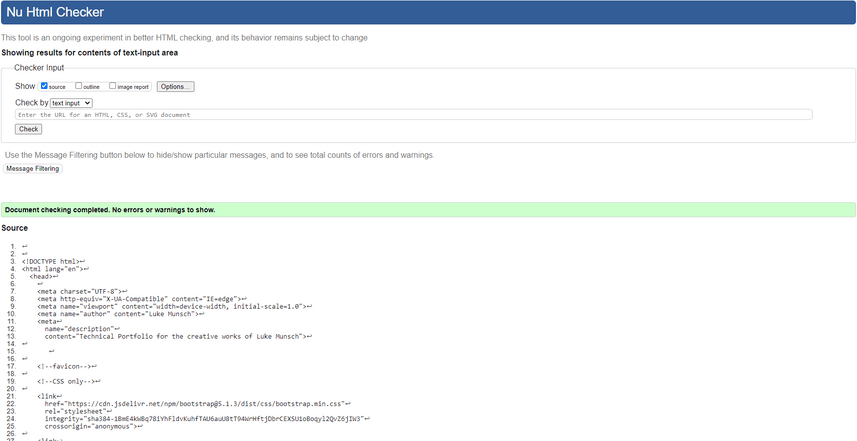 Nu Html Checker
This tool is an ongoing experiment in better HTML checking, and its behavior remains subject to change
Showing results for contents of text-input area
Checker Input
Show source outline image report Options...
Check by text input
Enter the URL for an HTML, CSS, or SVG document
Check
Use the Message Filtering button below to hide/show particular messages, and to see total counts of errors and warnings.
Message Filtering
Document checking completed. No errors or warnings to show.
Source
1. ↩
2. ↩
3. <!DOCTYPE html>↩
4. <html lang="en">↩
5. <head>↩
6. ↩
7. <meta charset="UTF-8">↩
8. <meta http-equiv="X-UA-Compatible" content="IE=edge">↩
9. <meta name="viewport" content="width=device-width, initial-scale=1.0">↩
10. <meta name="author" content="Luke Munsch">↩
11. <meta↩
12. name="description"↩
13. content="Technical Portfolio for the creative works of Luke Munsch">↩
14. ↩
15. ↩
16. ↩
17. <!--favicon-->↩
18. ↩
19. <!--CSS only-->↩
20. ↩
21. <link↩
22. href="https://cdn.jsdelivr.net/npm/bootstrap@5.1.3/dist/css/bootstrap.min.css"↩
23. rel="stylesheet"↩
24. integrity="sha384-1BmE4kWBq78iYhFldvKuhfTAU6auU8tT94WrHftjDbrCEXSU1oBoqyl2QvZ6jIW3"↩
25. crossorigin="anonymous">↩
26. ↩
27. <link↩